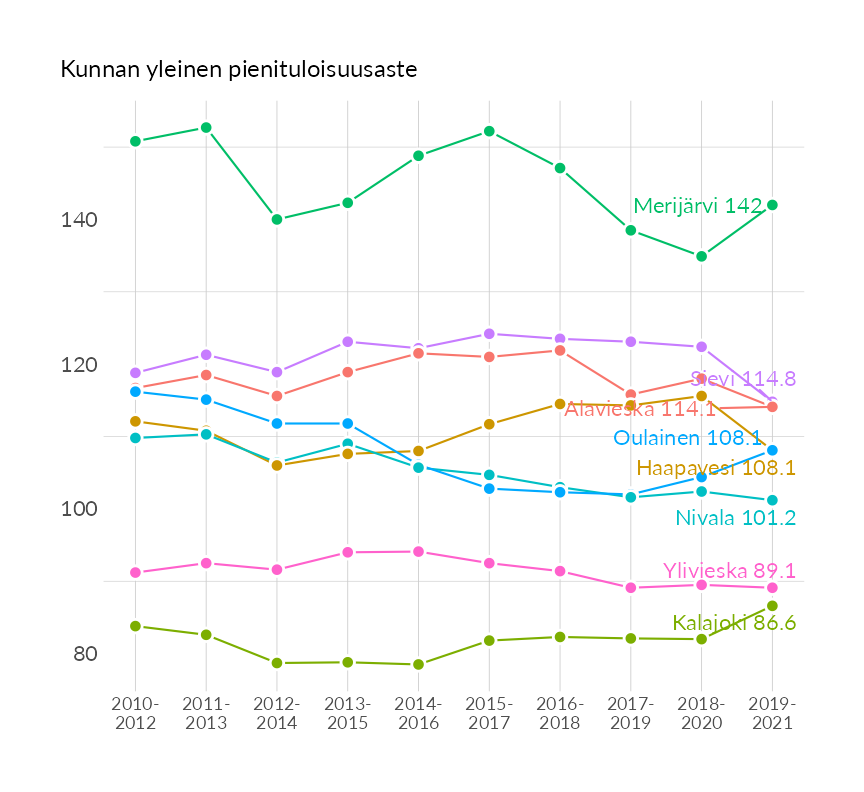 Kunnan yleinen pienituloisuusaste
140
120
100
80
Merijärvi 142
Sievi 114.8
Alavieska 114.1
Oulainen 108.1
Haapavesi 108.1
Nivala 101.2
Ylivieska 89.1
Kalajoki 86.6
2010- 2011- 2012- 2013- 2014- 2015- 2016- 2017- 2018- 2019-
2012 2013 2014 2015 2016 2017 2018 2019 2020 2021